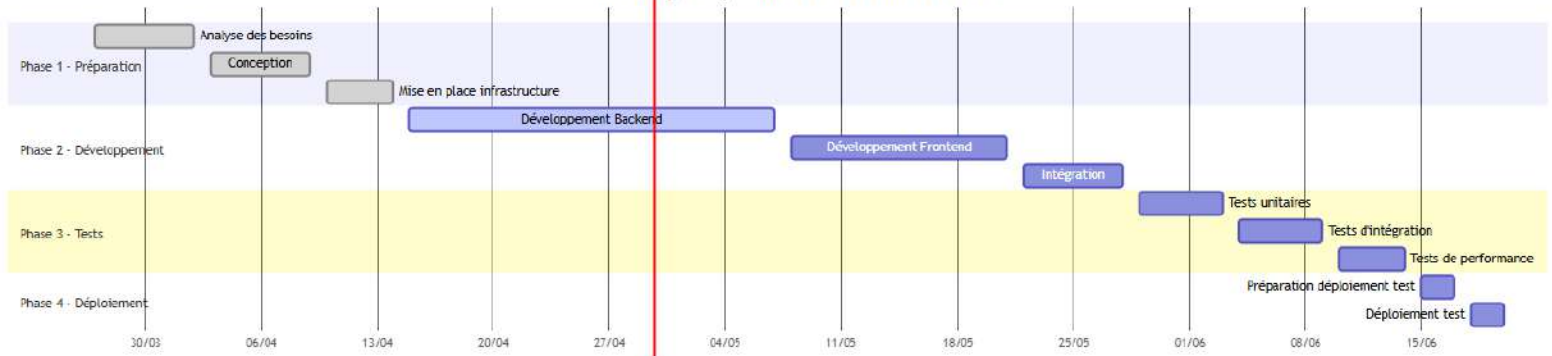 Analyse des besoins
Phase 1 - Préparation
Conception
Mise en place infrastructure
Développement Backend
Phase 2 - Développement
Développement Frontend
Intégration
Tests unitaires
Phase 3 - Tests
Tests d'intégration
Tests de performance
Préparation déploiement test
Phase 4 - Déploiement
Déploiement test
30/03 06/04 13/04 20/04 27/04 04/05 11/05 18/05 25/05 01/06 08/06 15/06